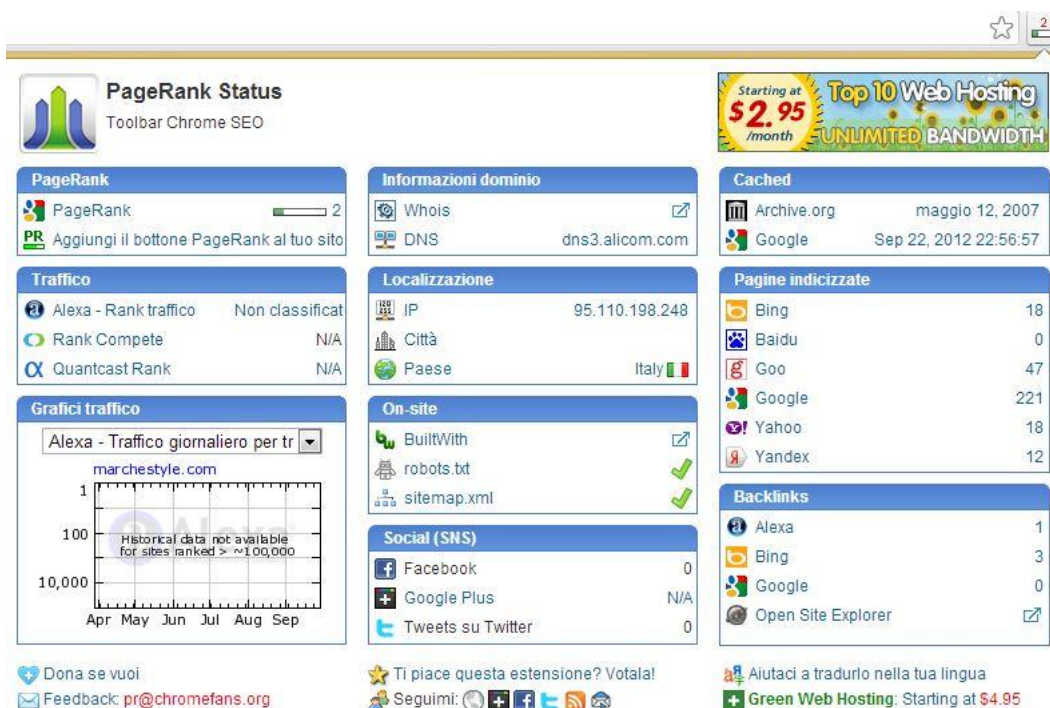 2
PageRank Status
Toolbar Chrome SEO
Starting at
$2.95
/month
Top 10 Web Hosting
UNLIMITED BANDWIDTH
PageRank
PageRank 2
PR Aggiungi il bottone PageRank al tuo sito
Traffico
Alexa - Rank traffico Non classificat
Rank Compete N/A
Quantcast Rank N/A
Grafici traffico
Alexa - Traffico giornaliero per tr
marchestyle.com
1
100
10,000
Alexa
Historical data not available
for sites ranked > ~100,000
Apr May Jun Jul Aug Sep
Informazioni dominio
Whois
DNS dns3.alicom.com
Localizzazione
IP 95.110.198.248
Città
Paese Italy
On-site
BuiltWith
robots.txt
sitemap.xml
Social (SNS)
Facebook 0
Google Plus N/A
Tweets su Twitter 0
Cached
Archive.org maggio 12, 2007
Google Sep 22, 2012 22:56:57
Pagine indicizzate
Bing 18
Baidu 0
Goo 47
Google 221
Yahoo 18
Yandex 12
Backlinks
Alexa 1
Bing 3
Google 0
Open Site Explorer
Dona se vuoi
Feedback: pr@chromefans.org
Ti piace questa estensione? Votala!
Seguimi:
Aiutaci a tradurlo nella tua lingua
Green Web Hosting: Starting at $4.95